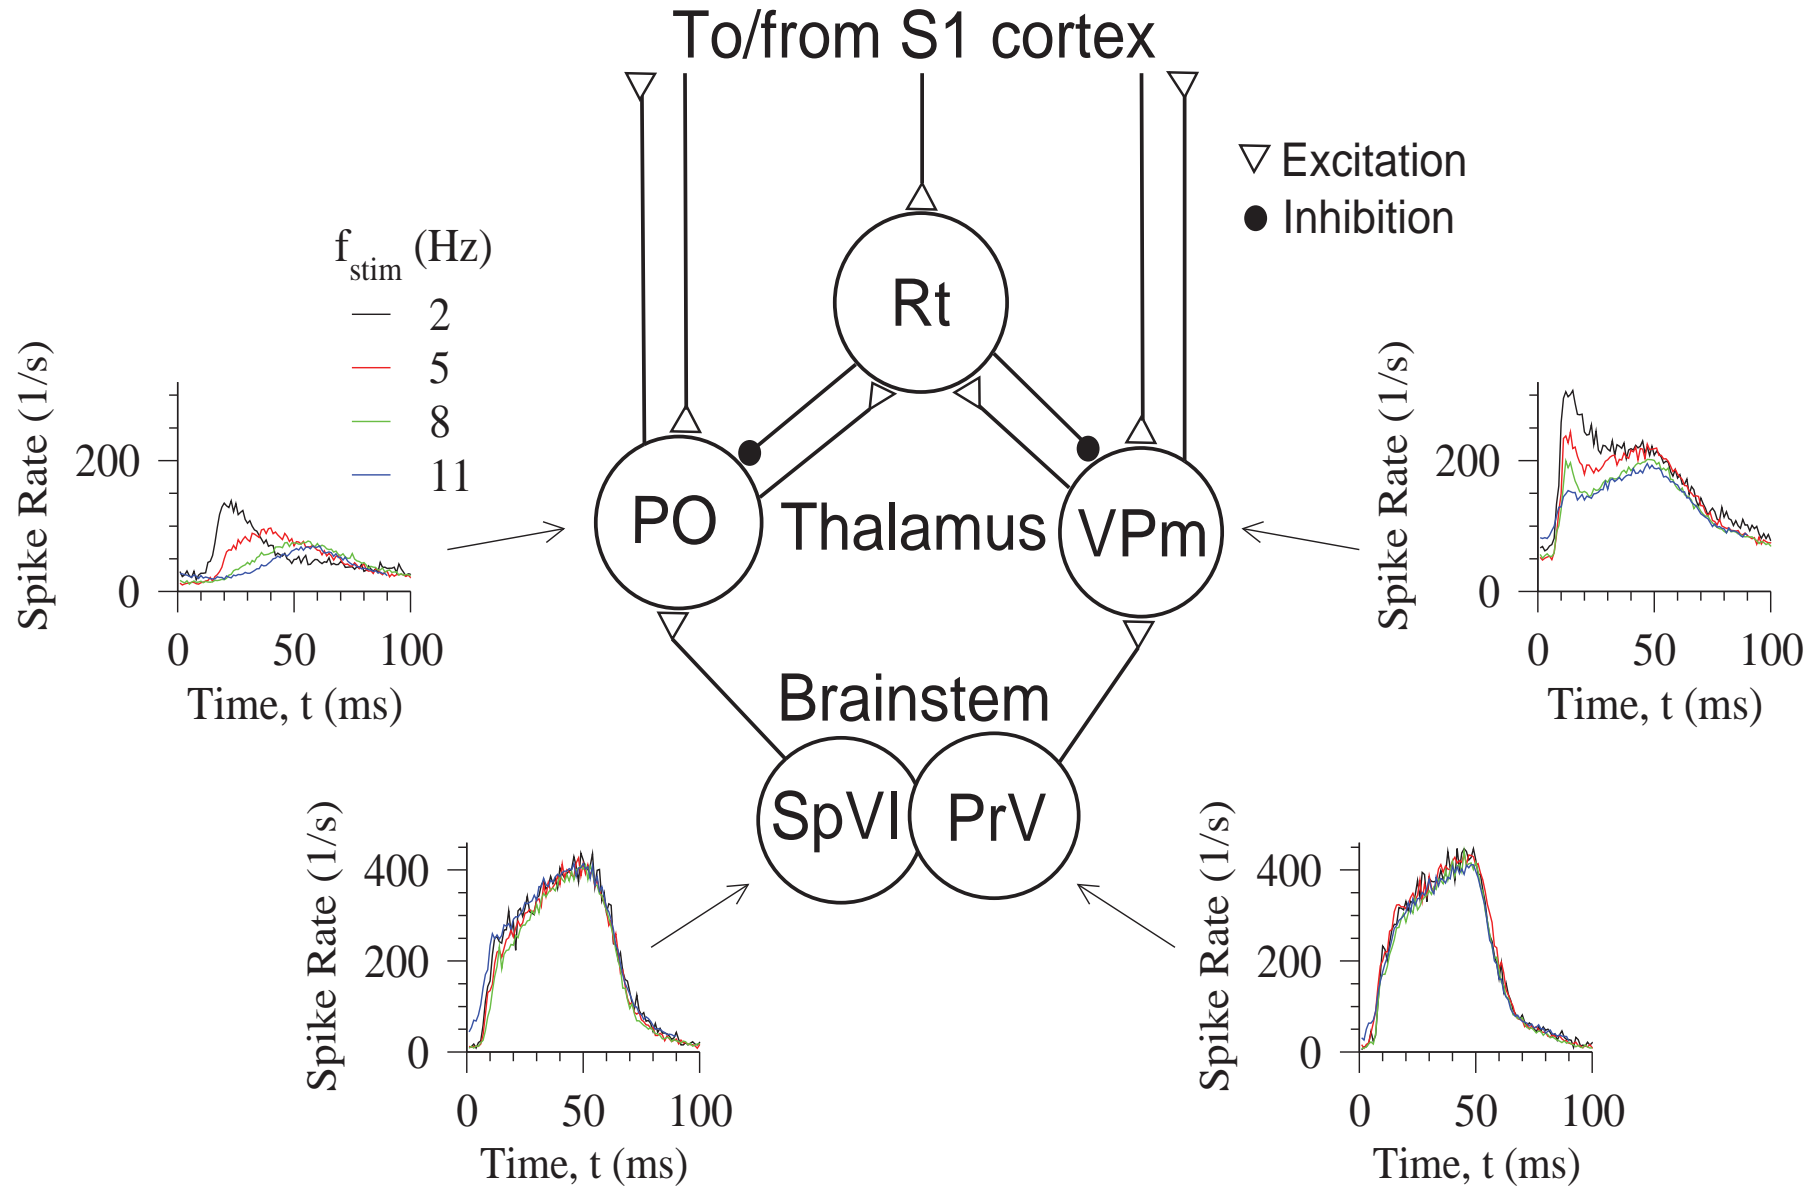 To/from S1 cortex
Excitation
Inhibition
f_stim (Hz)
2
5
8
11
Rt
PO
Thalamus
VPm
Brainstem
SpVI
PrV
Spike Rate (1/s)
200
0
0 50 100
Time, t (ms)
Spike Rate (1/s)
200
0
0 50 100
Time, t (ms)
Spike Rate (1/s)
400
200
0
0 50 100
Time, t (ms)
Spike Rate (1/s)
400
200
0
0 50 100
Time, t (ms)